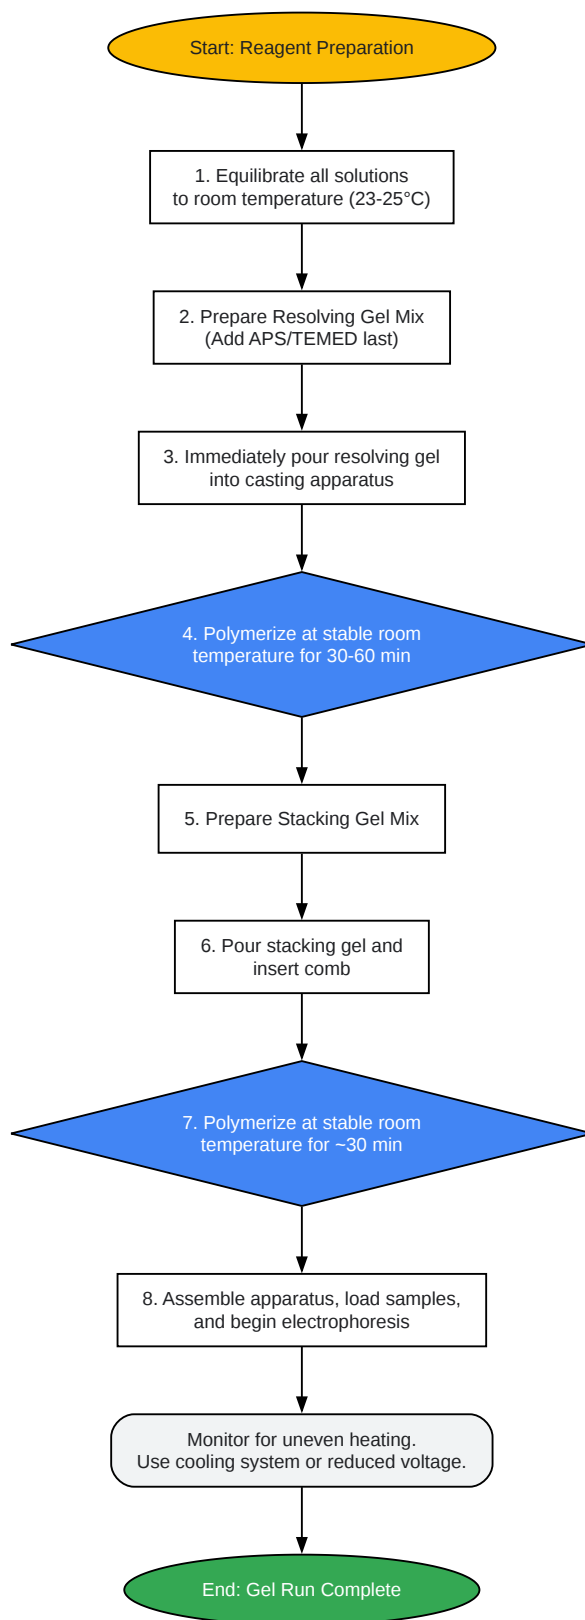 Start: Reagent Preparation
1. Equilibrate all solutions
to room temperature (23-25°C)
2. Prepare Resolving Gel Mix
(Add APS/TEMED last)
3. Immediately pour resolving gel
into casting apparatus
4. Polymerize at stable room
temperature for 30-60 min
5. Prepare Stacking Gel Mix
6. Pour stacking gel and
insert comb
7. Polymerize at stable room
temperature for ~30 min
8. Assemble apparatus, load samples,
and begin electrophoresis
Monitor for uneven heating.
Use cooling system or reduced voltage.
End: Gel Run Complete